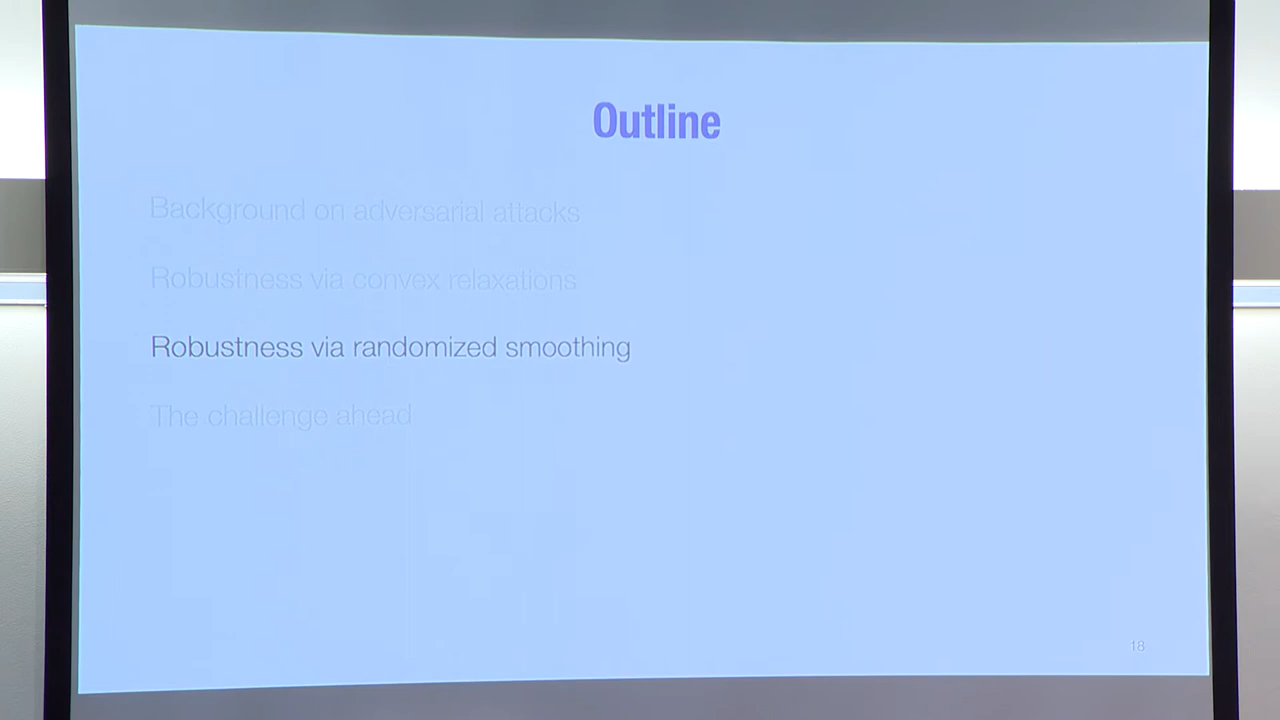 Outline
Background on adversarial attacks
Robustness via convex relaxations
Robustness via randomized smoothing
The challenge ahead
18